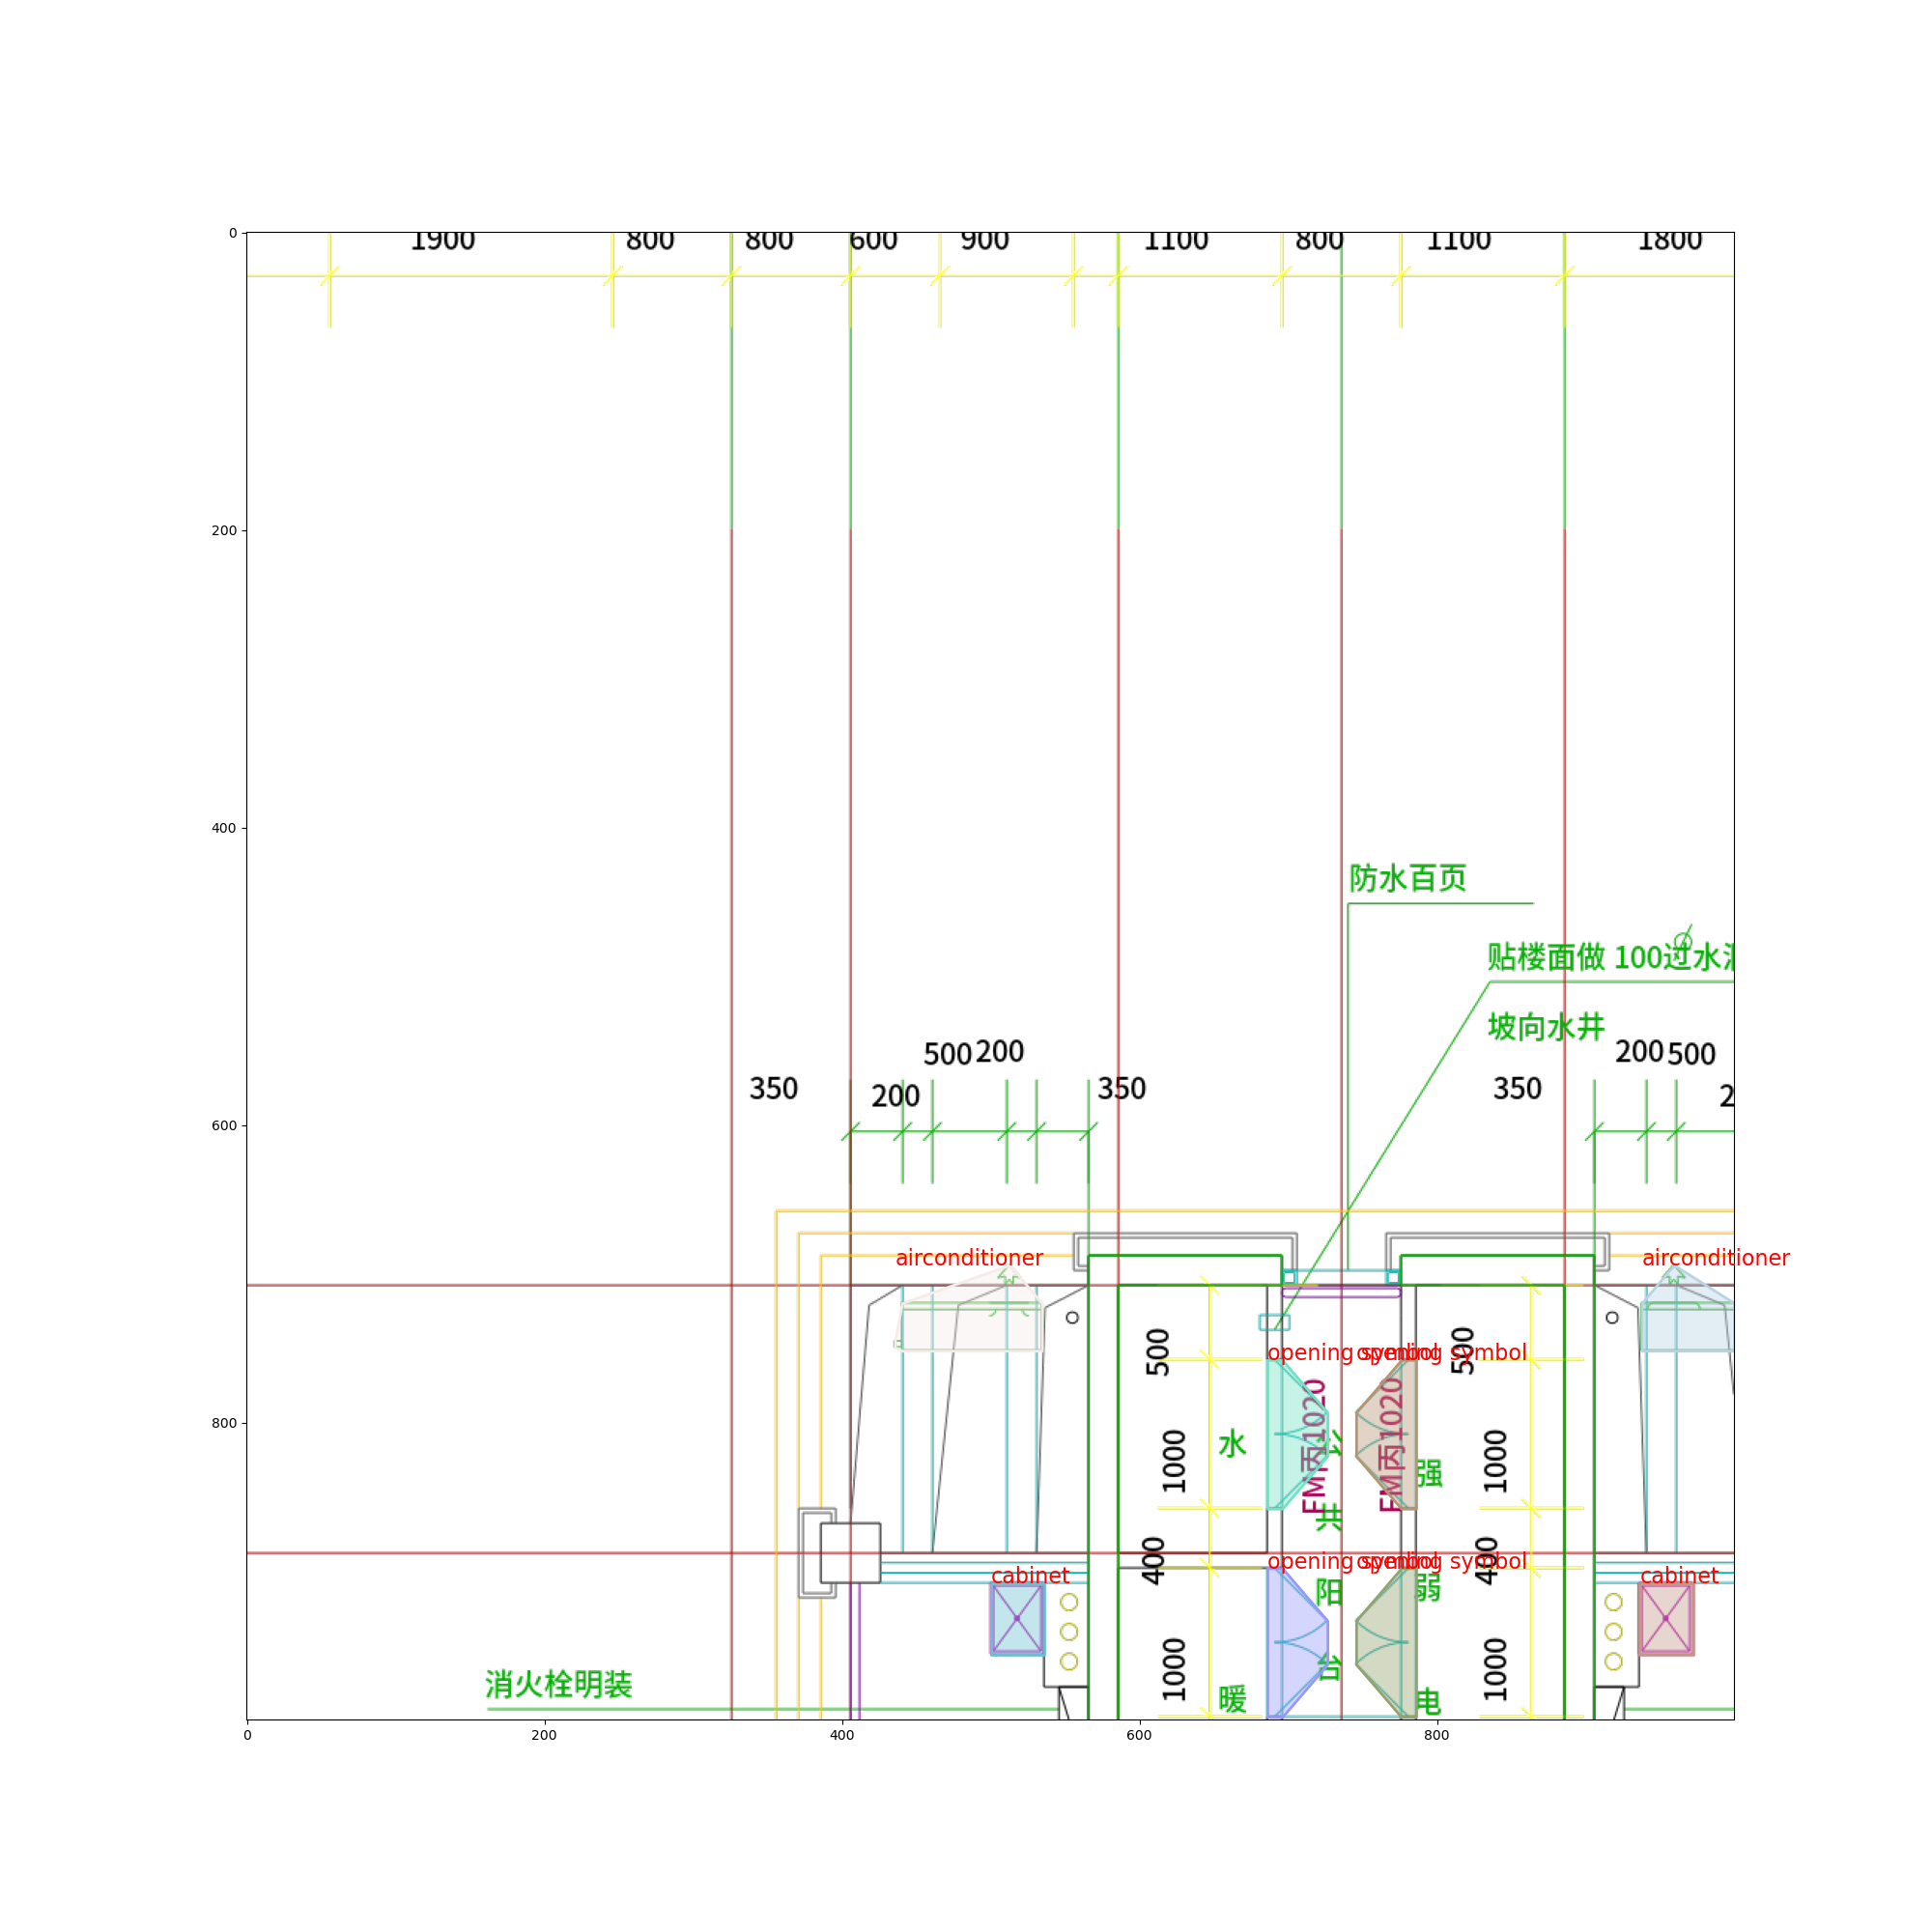 1900 800 800 600 900 1100 800 1100 1800
0
200
400
防水百页
贴楼面做 100过水
坡向水井
500 200 200 500
350 200 350 350
600
airconditioner airconditioner
500 opening symbol opening symbol 500
800
FM丙1020 FM丙1020
水 公
1000 强 1000
共
400 opening symbol opening symbol 400
cabinet 阳 弱 cabinet
台
消火栓明装 1000 暖 电 1000
0 200 400 600 800